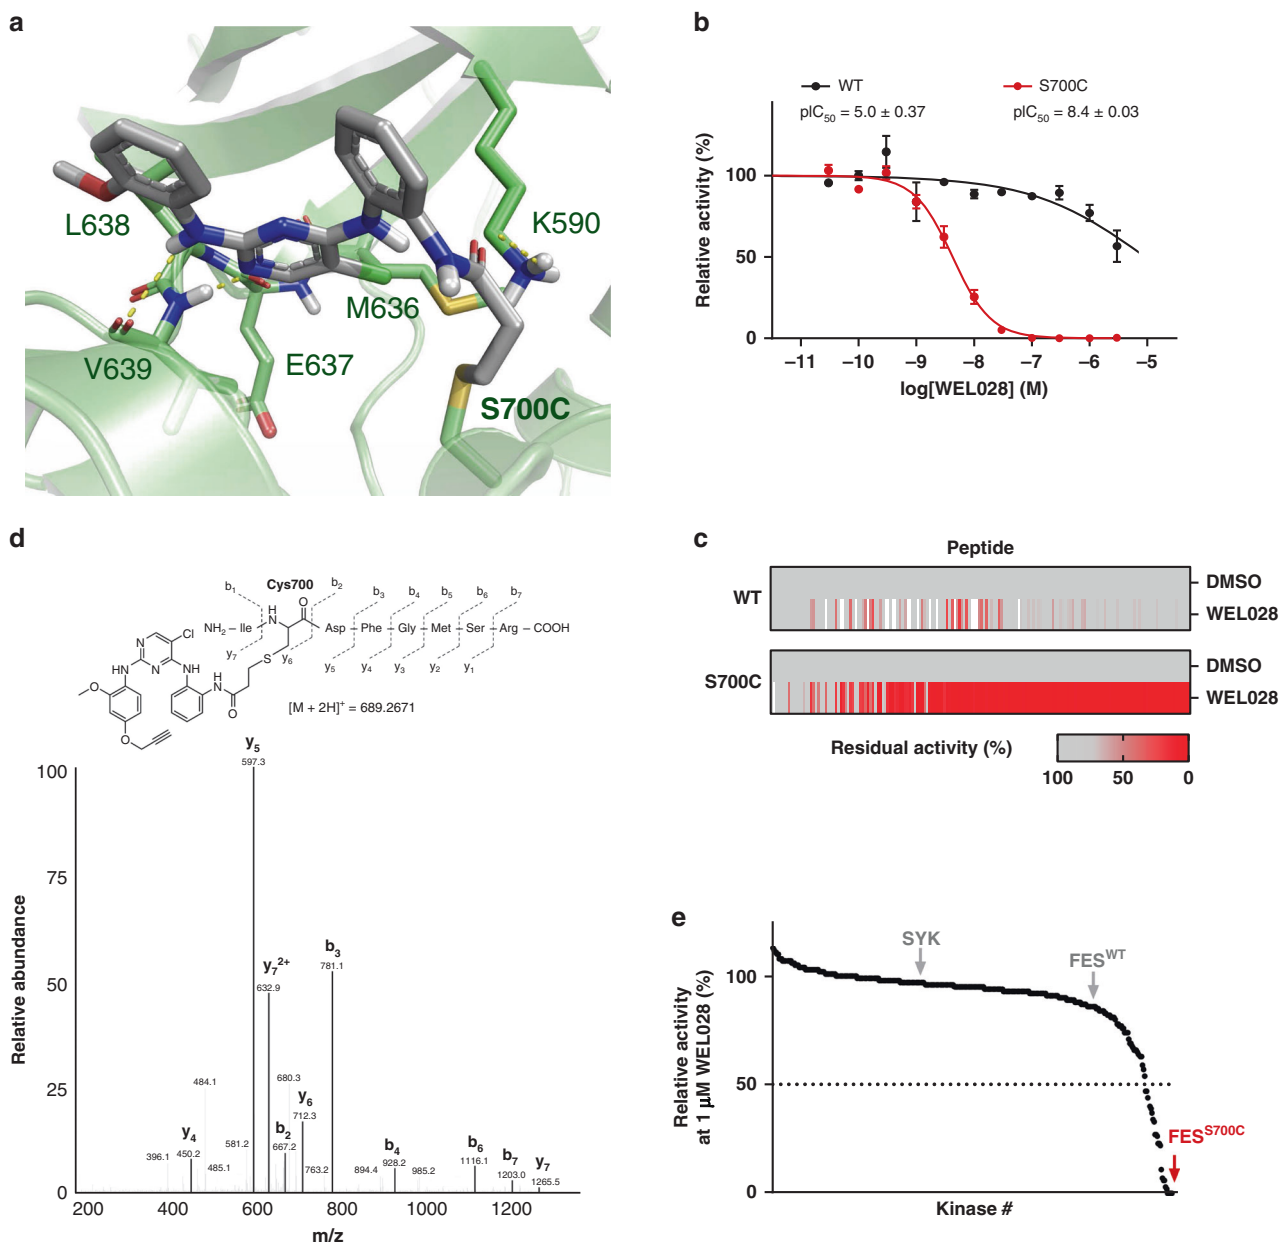 a
L638
K590
M636
V639
E637
S700C
b
WT
S700C
pIC50 = 5.0 ± 0.37
pIC50 = 8.4 ± 0.03
Relative activity (%)
100
50
0
−11 −10 −9 −8 −7 −6 −5
log[WEL028] (M)
d
b1 Cys700 b2 b3 b4 b5 b6 b7
O
H
N
NH2 Ile Asp Phe Gly Met Ser Arg COOH
y7 y6 y5 y4 y3 y2 y1
Cl
N
N
S
NH NH
NH
O
O
O
[M + 2H]+ = 689.2671
Relative abundance
100
75
50
25
0
y5
597.3
y7 2+
632.9
b3
781.1
484.1
680.3
y6
712.3
y4
450.2
396.1
485.1
581.2
b2
667.2
763.2
894.4
b4
928.2
985.2
b6
1116.1
b7
1203.0
y7
1265.5
200 400 600 800 1000 1200
m/z
c
Peptide
WT
DMSO
WEL028
S700C
DMSO
WEL028
Residual activity (%)
100 50 0
e
Relative activity
at 1 µM WEL028 (%)
100
50
0
SYK
FES WT
FES S700C
Kinase #